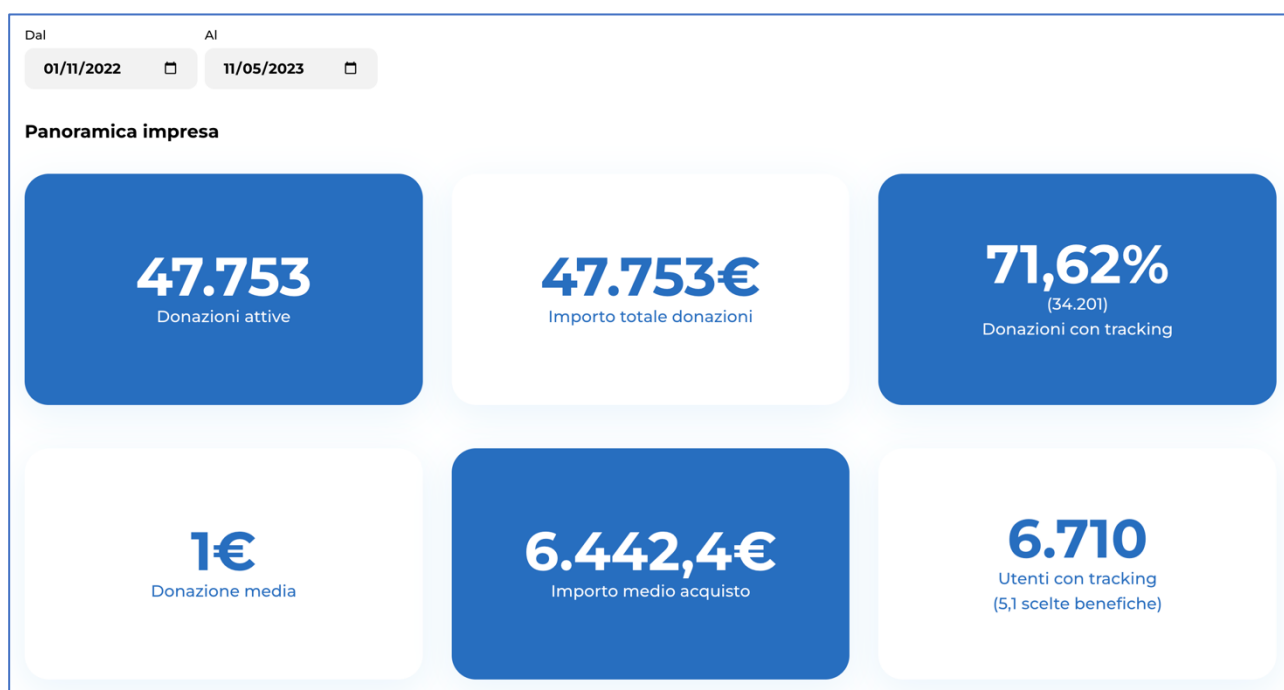 Dal Al
01/11/2022 11/05/2023
Panoramica impresa
47.753
Donazioni attive
47.753€
Importo totale donazioni
71,62%
(34.201)
Donazioni con tracking
1€
Donazione media
6.442,4€
Importo medio acquisto
6.710
Utenti con tracking
(5,1 scelte benefiche)